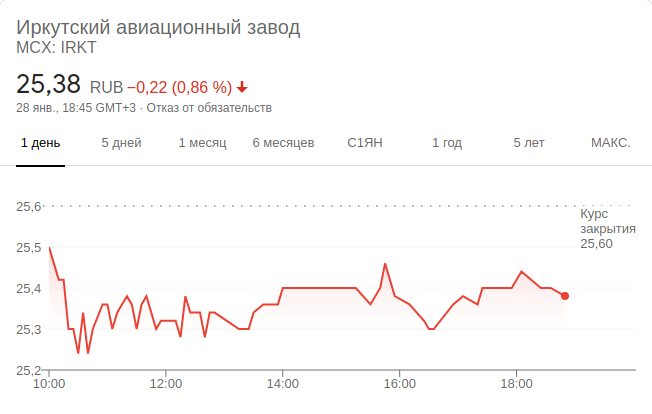 Иркутский авиационный завод
MCX: IRKT
25,38 RUB −0,22 (0,86 %)
28 янв., 18:45 GMT+3 · Отказ от обязательств
1 день 5 дней 1 месяц 6 месяцев С1ЯН 1 год 5 лет МАКС.
25,6
Курс
закрытия
25,60
25,5
25,4
25,3
25,2
10:00 12:00 14:00 16:00 18:00